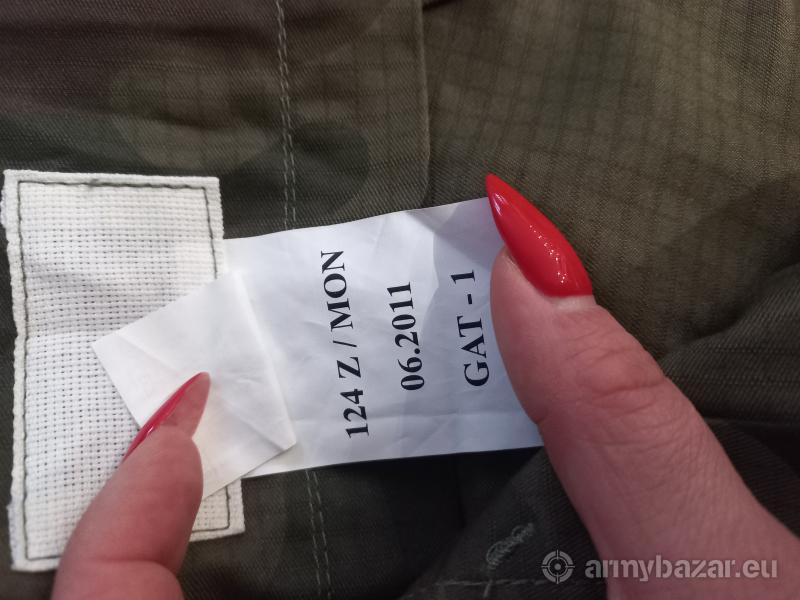 124 Z / MON
06.2011
GAT - 1
armybazar.eu